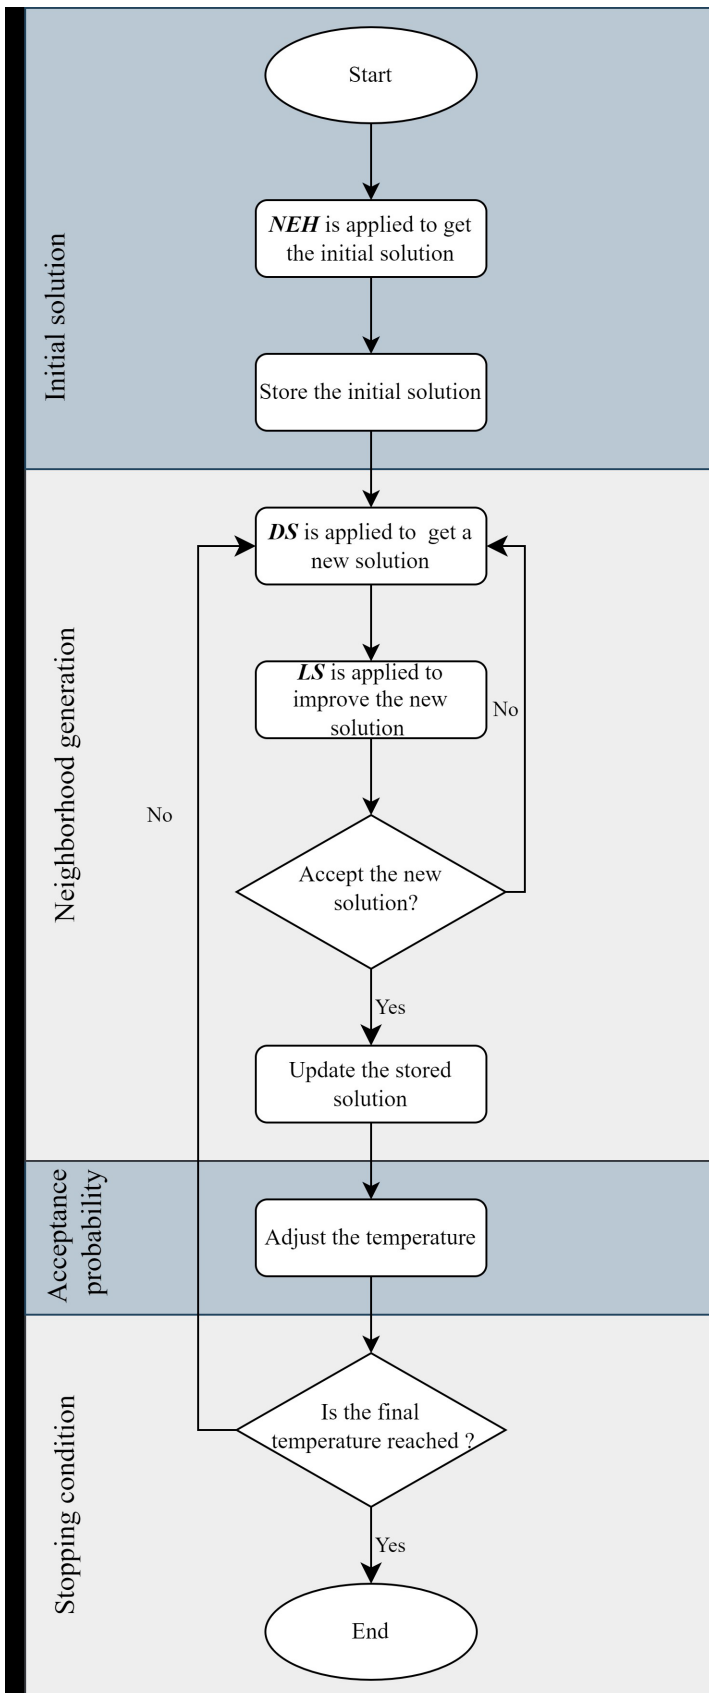 Start
Initial solution
NEH is applied to get
the initial solution
Store the initial solution
Neighborhood generation
DS is applied to  get a
new solution
LS is applied to
improve the new
solution
No
No
Accept the new
solution?
Yes
Update the stored
solution
Acceptance
probability
Adjust the temperature
Stopping condition
Is the final
temperature reached ?
Yes
End